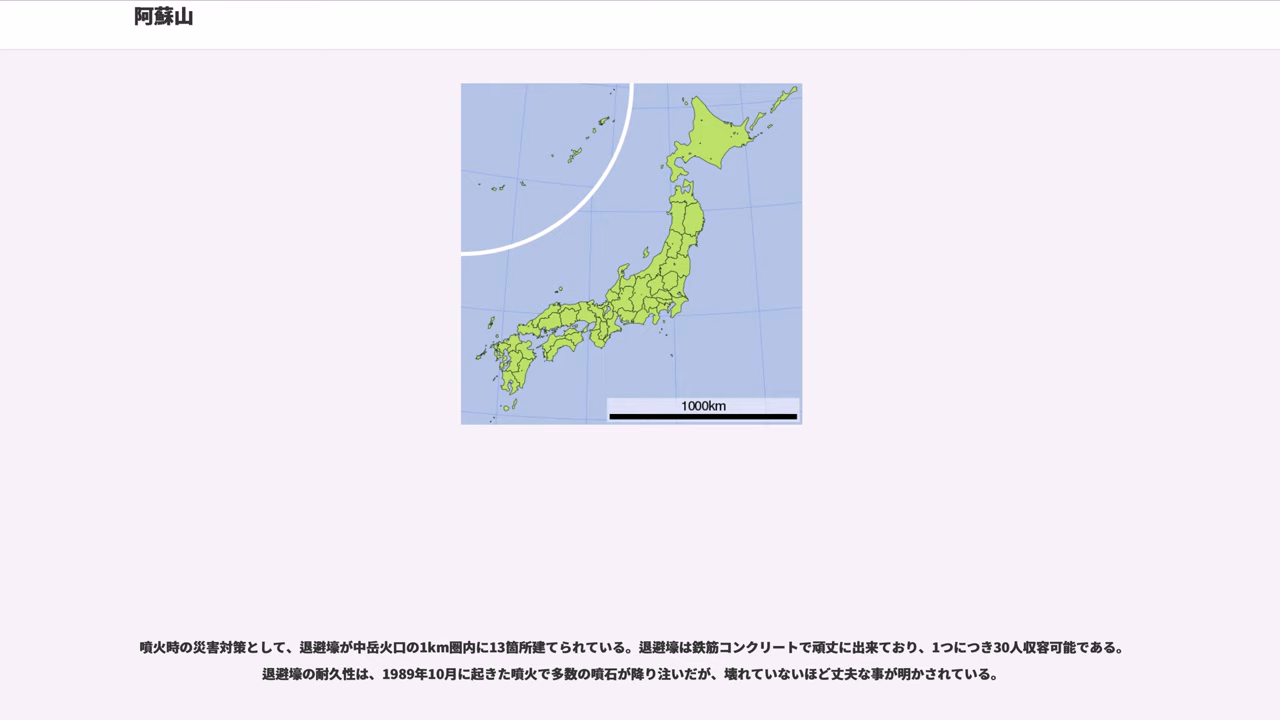 阿蘇山
1000km
噴火時の災害対策として、退避壕が中岳火口の1km圏内に13箇所建てられている。退避壕は鉄筋コンクリートで頑丈に出来ており、1つにつき30人収容可能である。
退避壕の耐久性は、1989年10月に起きた噴火で多数の噴石が降り注いだが、壊れていないほど丈夫な事が明かされている。